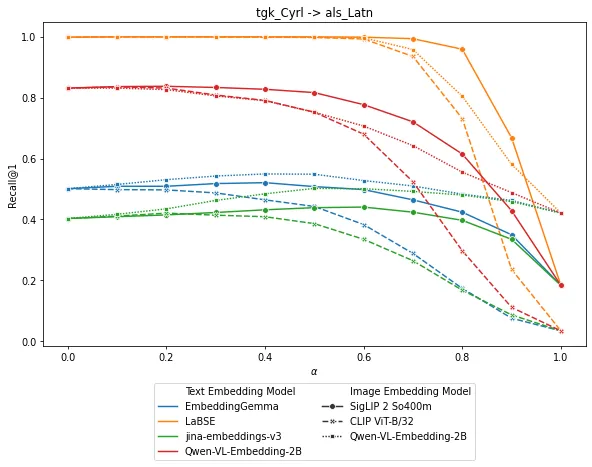 tgk_Cyrl -> als_Latn
1.0
0.8
0.6
0.4
0.2
0.0
Recall@1
0.0 0.2 0.4 0.6 0.8 1.0
α
Text Embedding Model
EmbeddingGemma
LaBSE
jina-embeddings-v3
Qwen-VL-Embedding-2B
Image Embedding Model
SigLIP 2 So400m
CLIP ViT-B/32
Qwen-VL-Embedding-2B